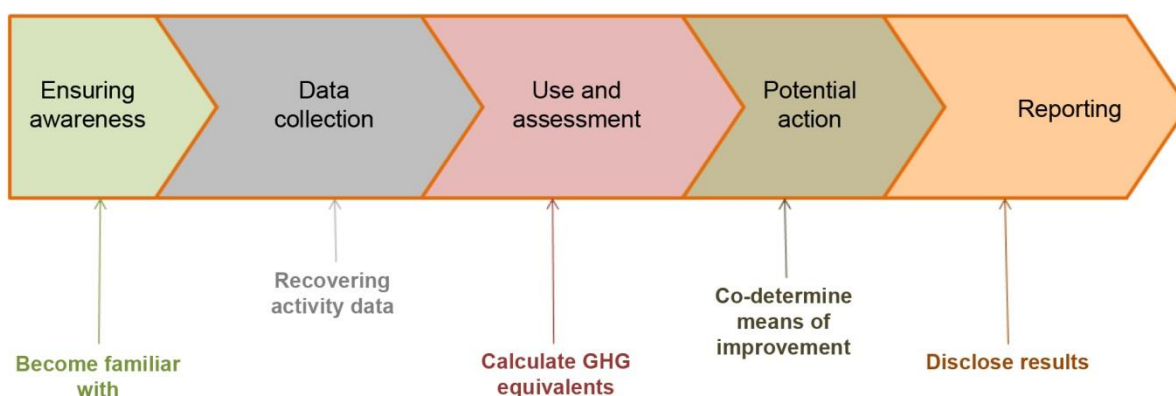 Ensuring
awareness
Data
collection
Use and
assessment
Potential
action
Reporting
Become familiar
with
Recovering
activity data
Calculate GHG
equivalents
Co-determine
means of
improvement
Disclose results